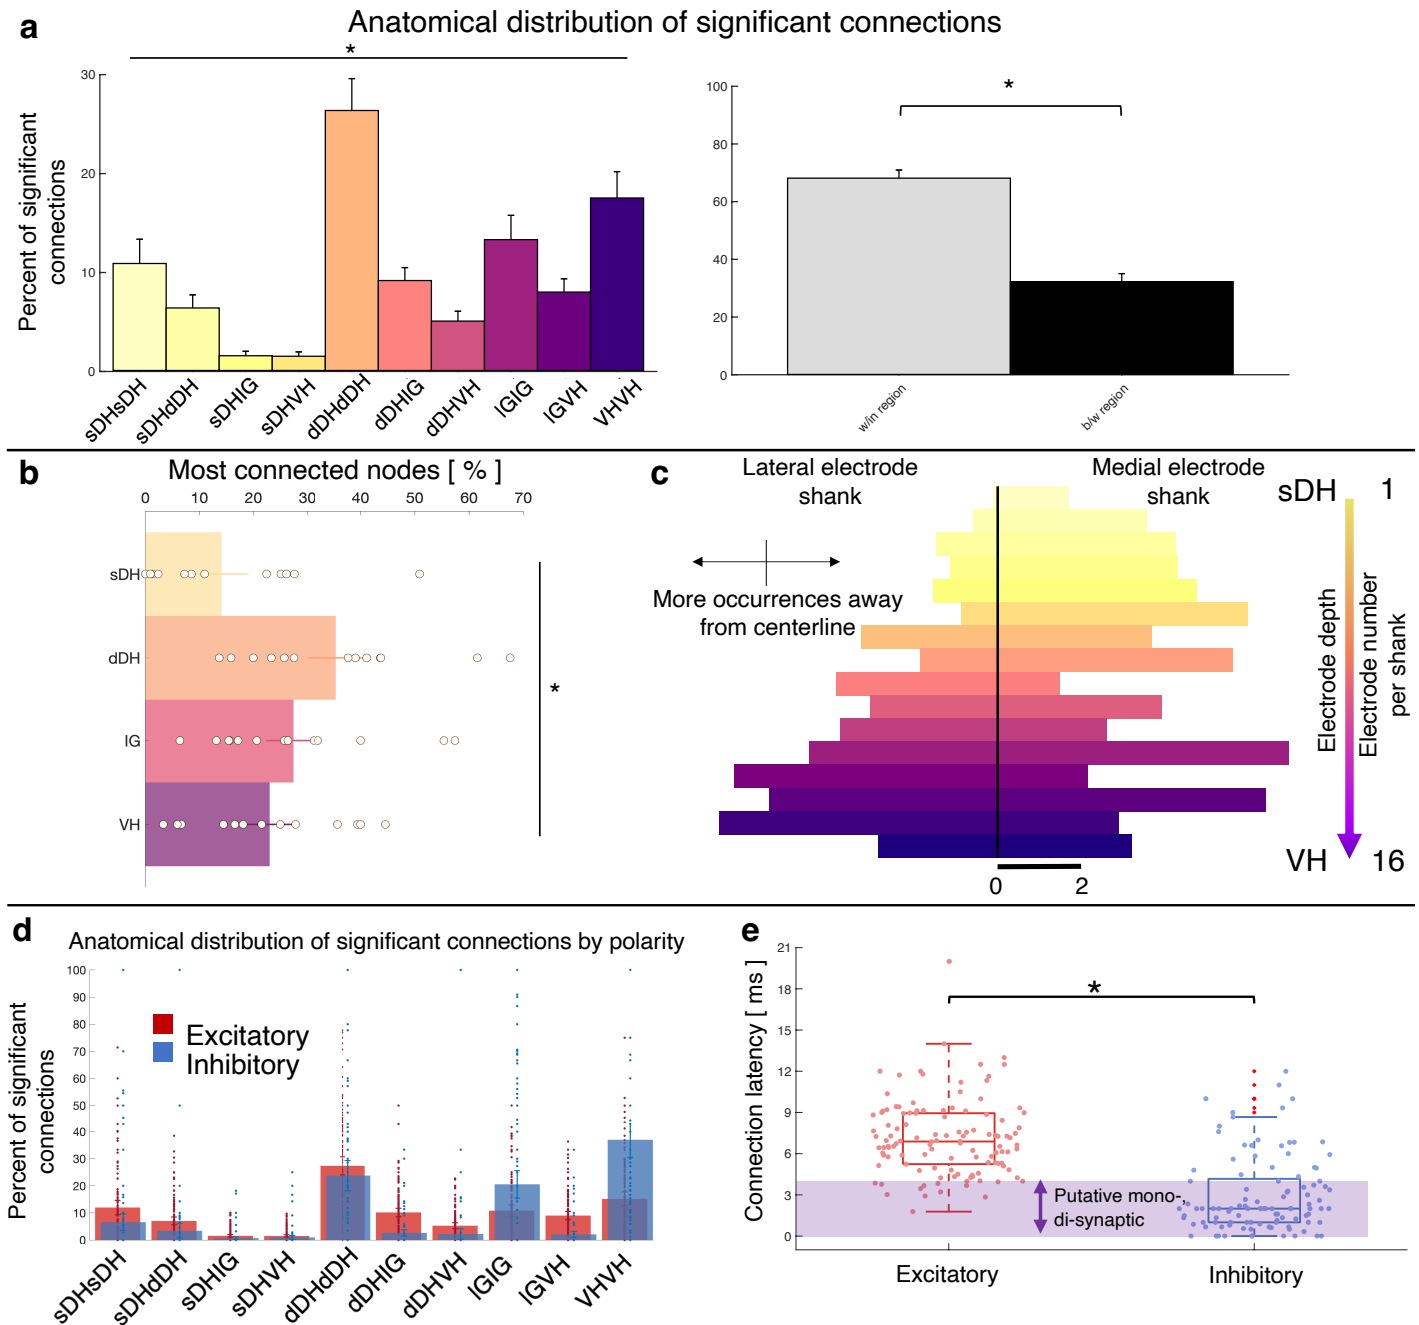 a
Anatomical distribution of significant connections
*
30
20
10
0
Percent of significant
connections
sDHsDH
sDHdDH
sDHIG
sDHVH
dDHdDH
dDHIG
dDHVH
IGIG
IGVH
VHVH
*
100
80
60
40
20
0
w/in region
b/w region
b
Most connected nodes [ % ]
0 10 20 30 40 50 60 70
sDH
dDH
IG
VH
*
c
Lateral electrode
shank
Medial electrode
shank
More occurrences away
from centerline
sDH 1
Electrode depth
Electrode number
per shank
VH 16
0 2
d
Anatomical distribution of significant connections by polarity
100
90
80
70
60
50
40
30
20
10
0
Percent of significant
connections
Excitatory
Inhibitory
sDHsDH
sDHdDH
sDHIG
sDHVH
dDHdDH
dDHIG
dDHVH
IGIG
IGVH
VHVH
e
Connection latency [ ms ]
21
18
15
12
9
6
3
0
*
Putative mono-,
di-synaptic
Excitatory
Inhibitory